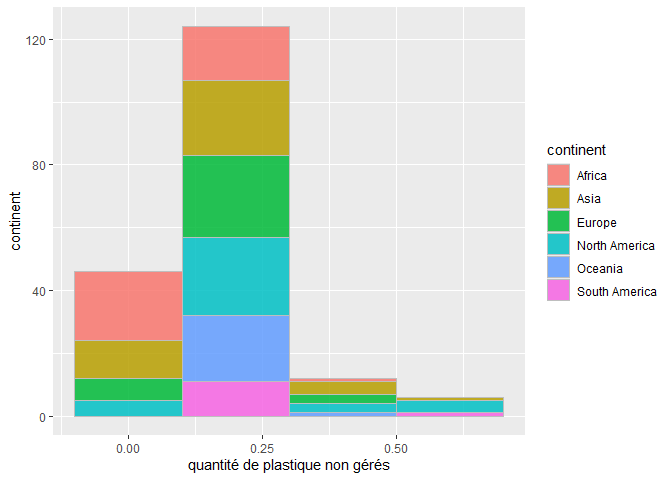 120
80
40
0
continent
0.00
0.25
0.50
quantité de plastique non gérés
continent
Africa
Asia
Europe
North America
Oceania
South America